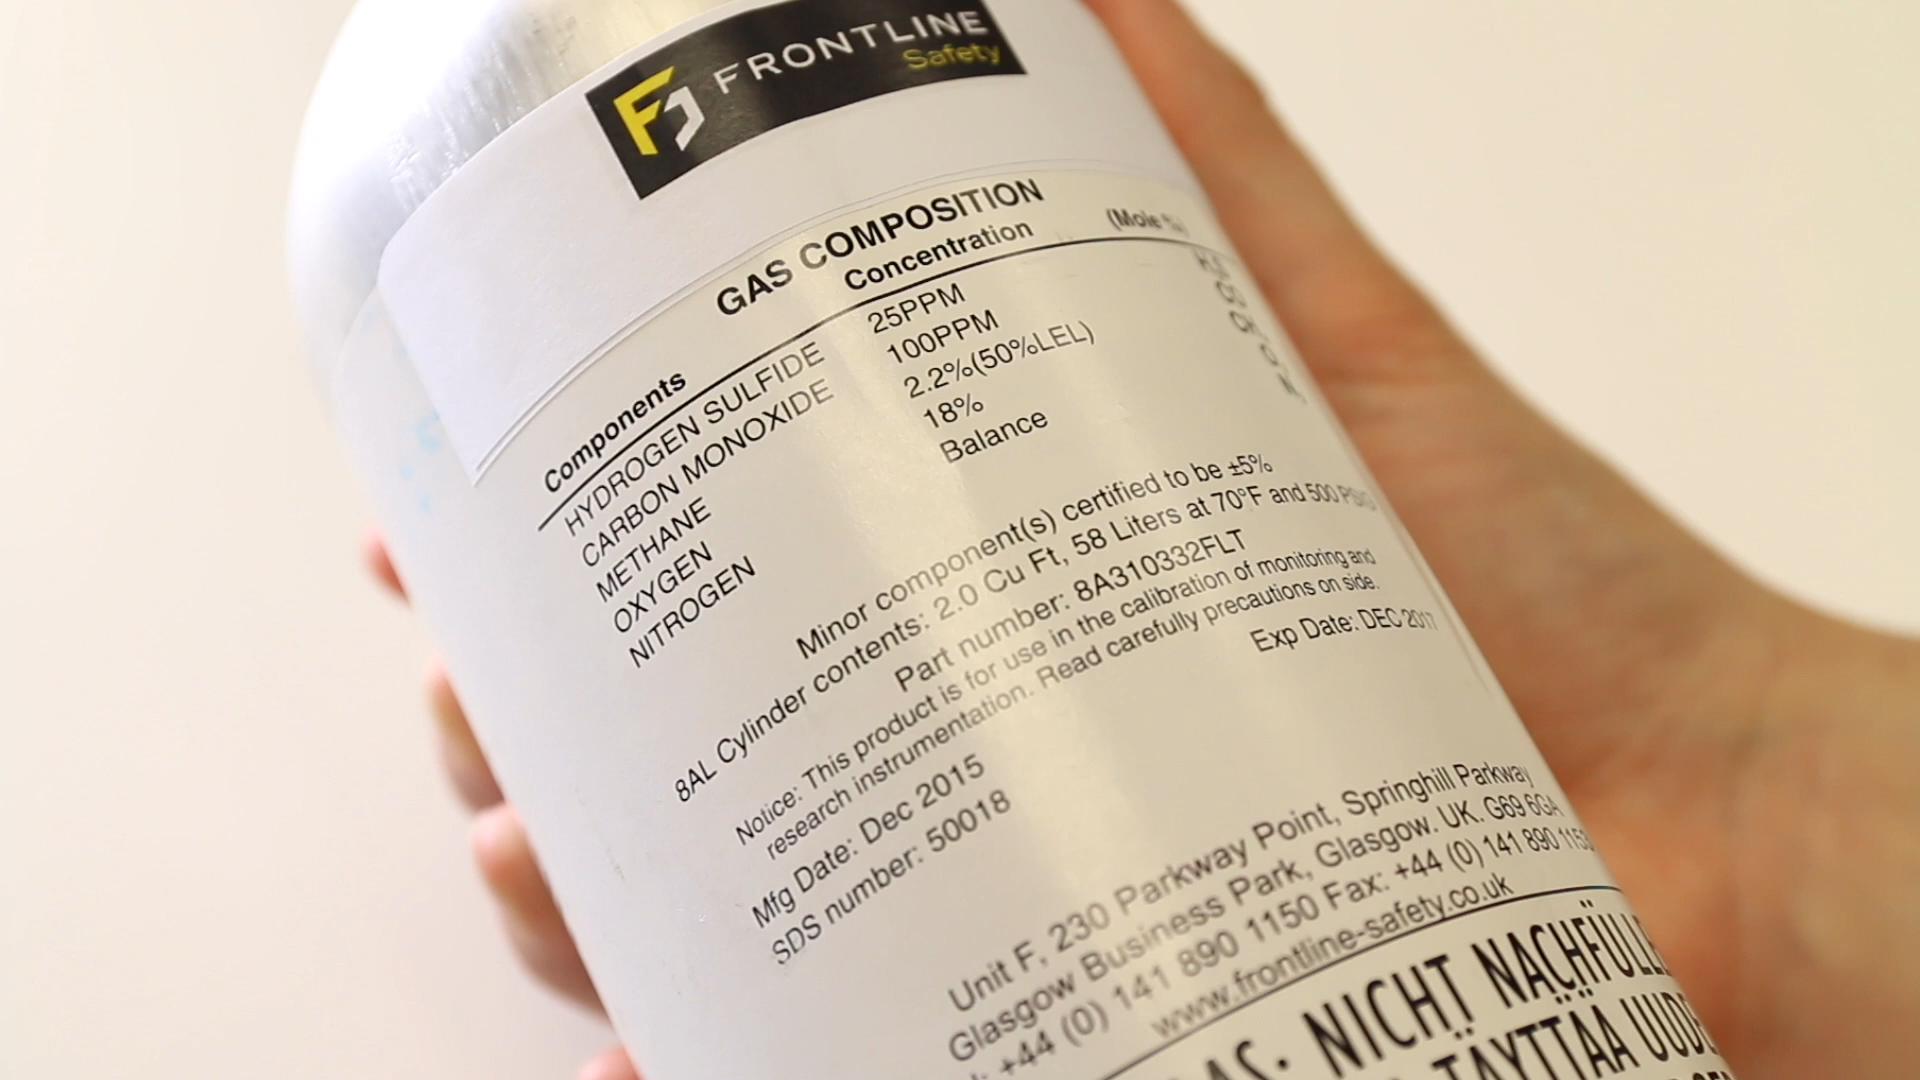 FRONTLINE
Safety
GAS COMPOSITION
Components Concentration (Mole %)
HYDROGEN SULFIDE 25PPM
CARBON MONOXIDE 100PPM
METHANE 2.2%(50%LEL)
OXYGEN 18%
NITROGEN Balance
Minor component(s) certified to be ±5%
8AL Cylinder contents: 2.0 Cu Ft, 58 Liters at 70°F and 500 PSIG
Part number: 8A310332FLT
Notice: This product is for use in the calibration of monitoring and
research instrumentation. Read carefully precautions on side.
Mfg Date: Dec 2015 Exp Date: DEC 2017
SDS number: 50018
Unit F, 230 Parkway Point, Springhill Parkway
Glasgow Business Park, Glasgow. UK. G69 6GA
+44 (0) 141 890 1150 Fax: +44 (0) 141 890
www.frontline-safety.co.uk
NICHT
TÄYTTÄÄ